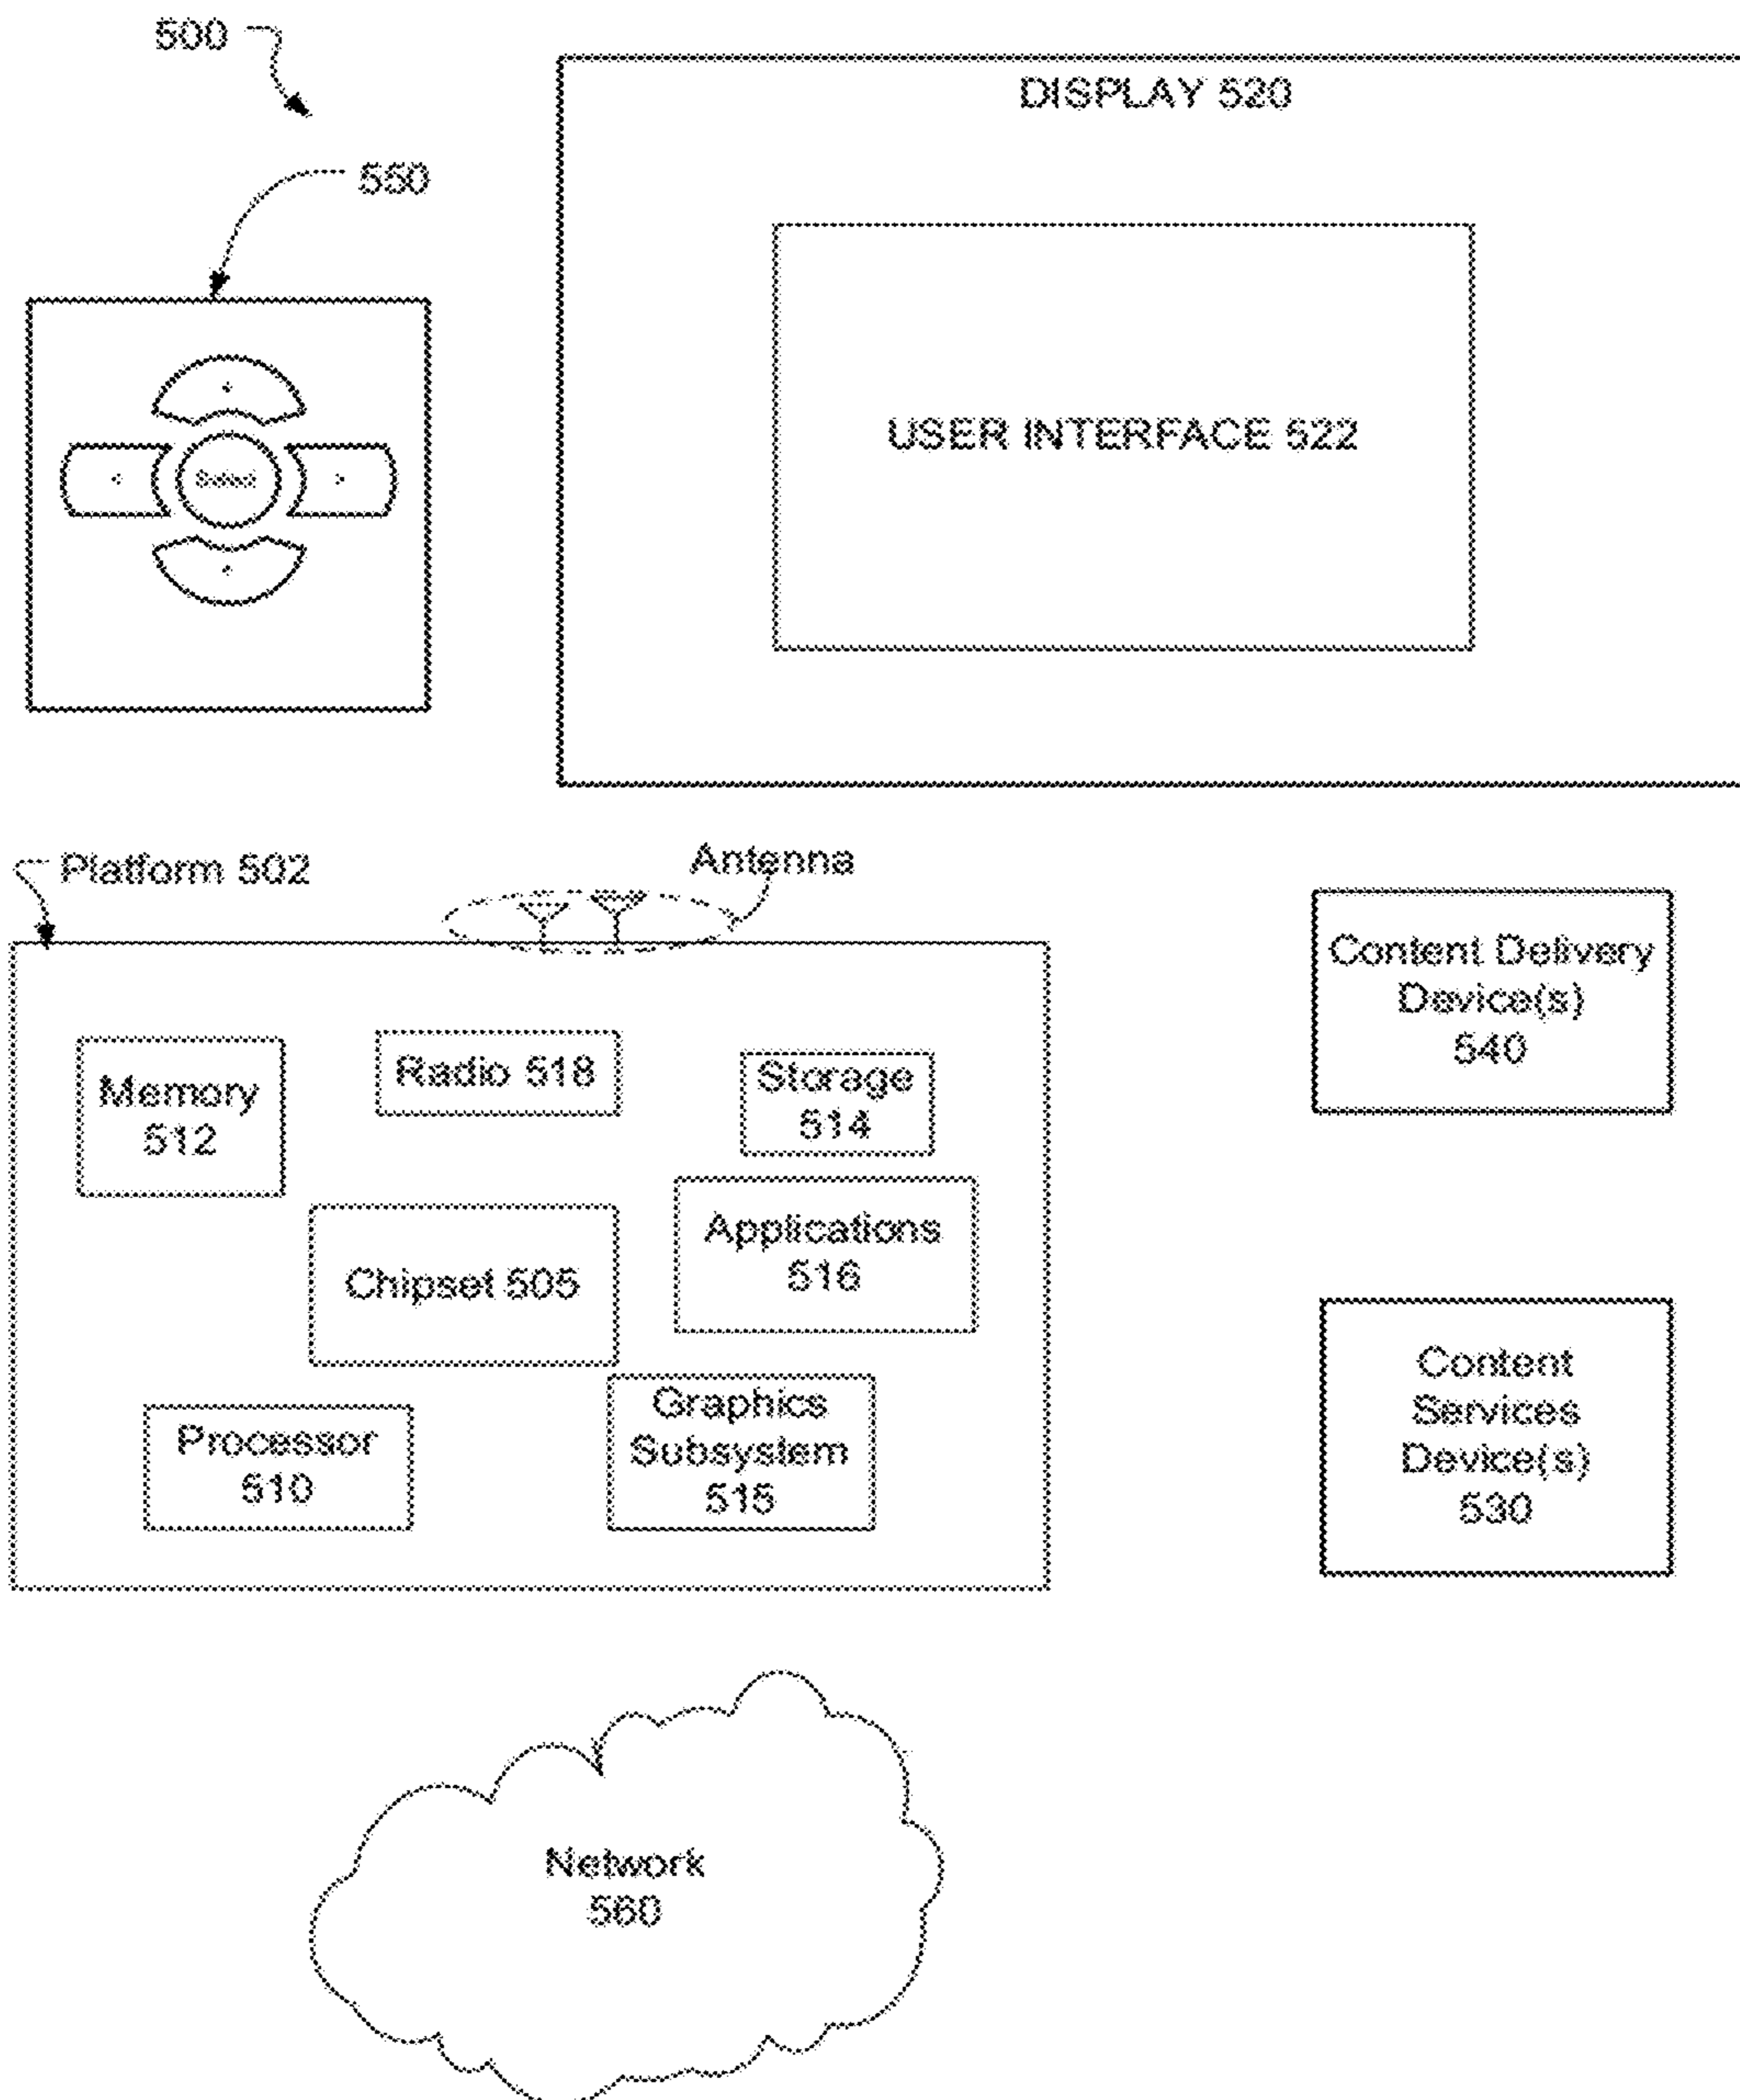 500
DISPLAY 520
550
USER INTERFACE 522
Select
Platform 502
Antenna
Content Delivery
Device(s)
540
Memory
512
Radio 518
Storage
514
Applications
516
Chipset 505
Content
Services
Device(s)
530
Graphics
Subsystem
515
Processor
510
Network
560